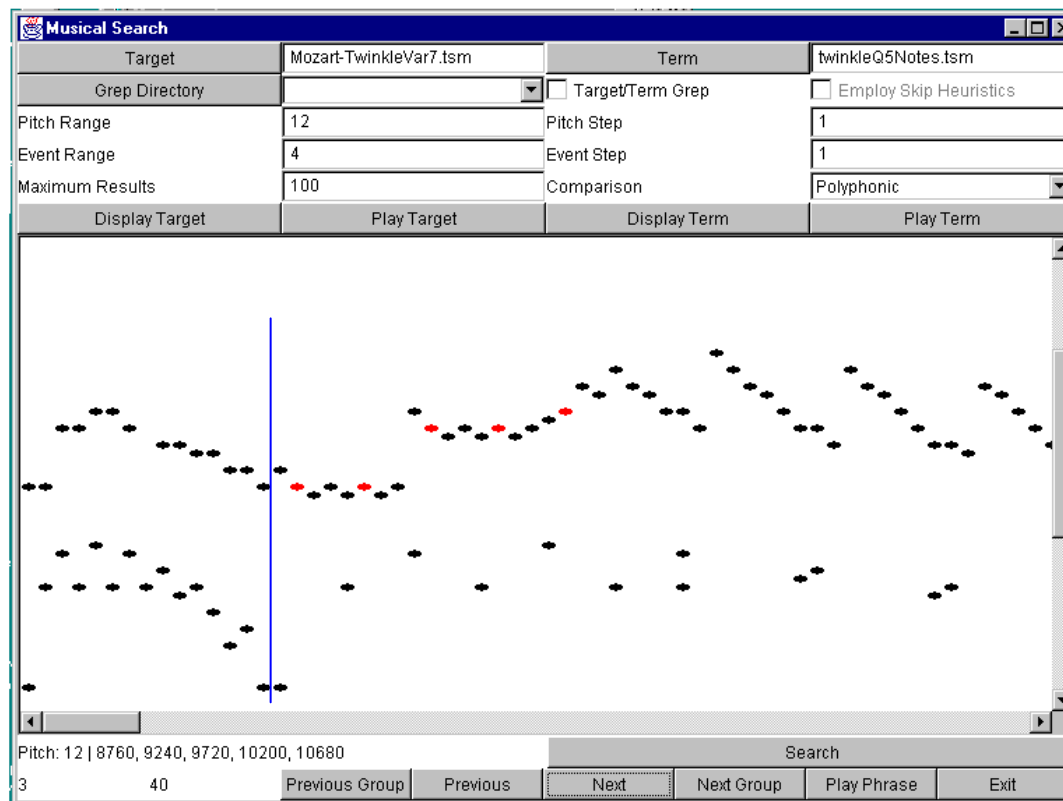 Musical Search
Target Mozart-TwinkleVar7.tsm Term twinkleQ5Notes.tsm
Grep Directory Target/Term Grep Employ Skip Heuristics
Pitch Range 12 Pitch Step 1
Event Range 4 Event Step 1
Maximum Results 100 Comparison Polyphonic
Display Target Play Target Display Term Play Term
Pitch: 12 | 8760, 9240, 9720, 10200, 10680 Search
3 40 Previous Group Previous Next Next Group Play Phrase Exit